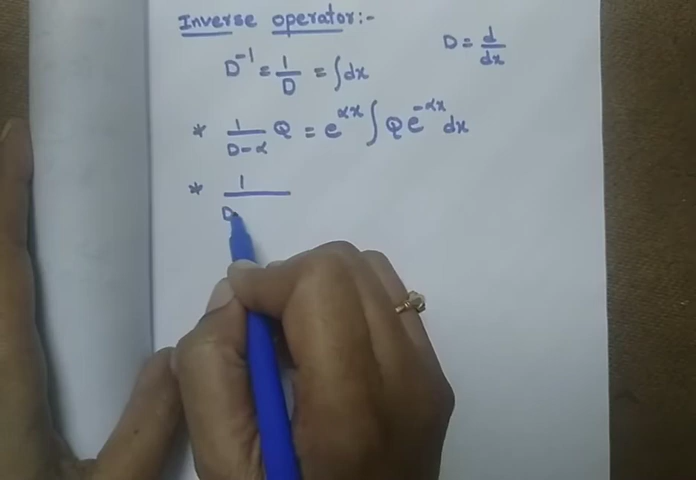 Inverse operator:-
D⁻¹ = 1/D = ∫dx    D = d/dx
* 1/(D-α) Q = e^{αx} ∫ Q e^{-αx} dx
* 1/D